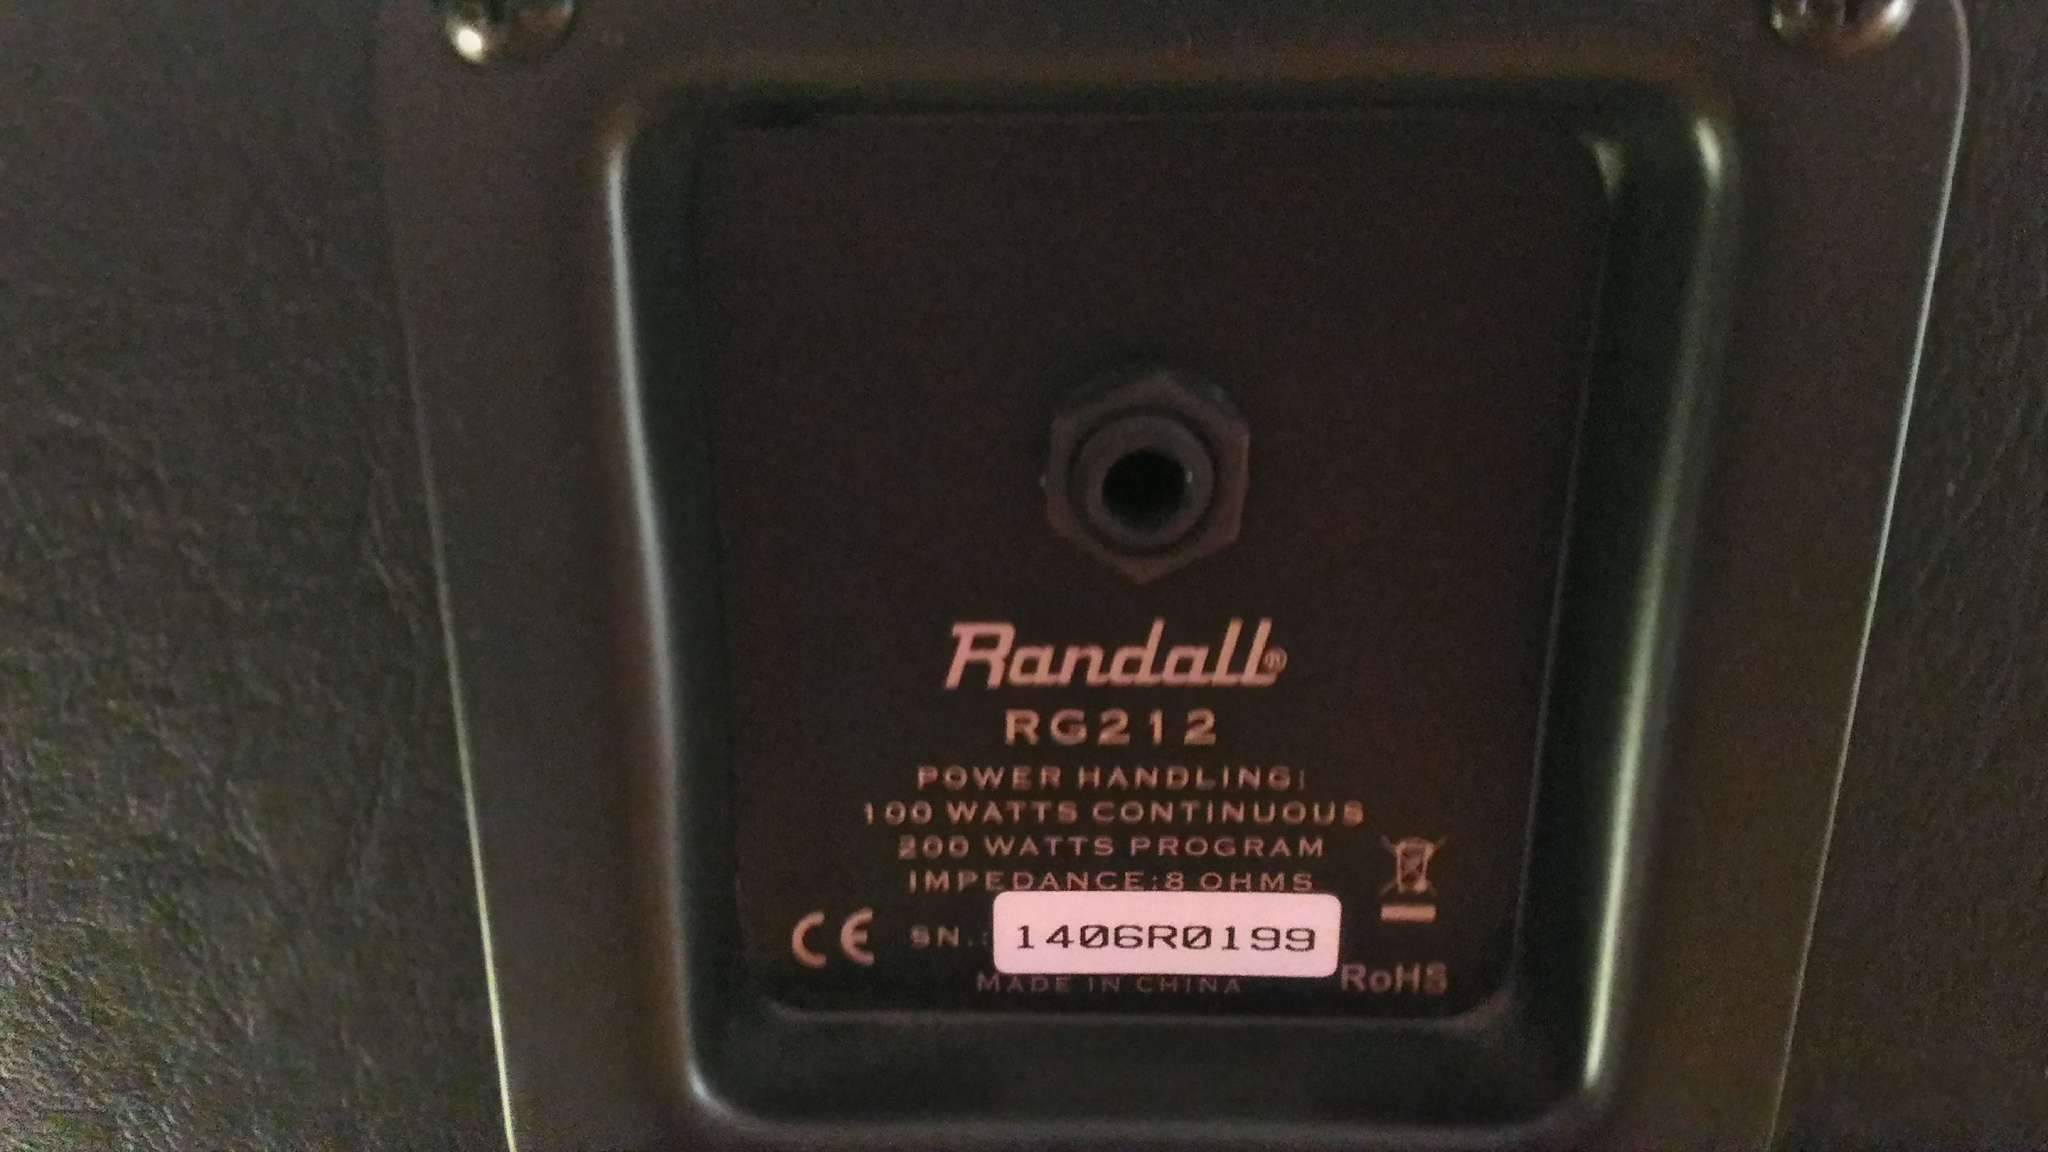 Randall®
RG212
POWER HANDLING:
100 WATTS CONTINUOUS
200 WATTS PROGRAM
IMPEDANCE:8 OHMS
CE SN.: 1406R0199
MADE IN CHINA RoHS